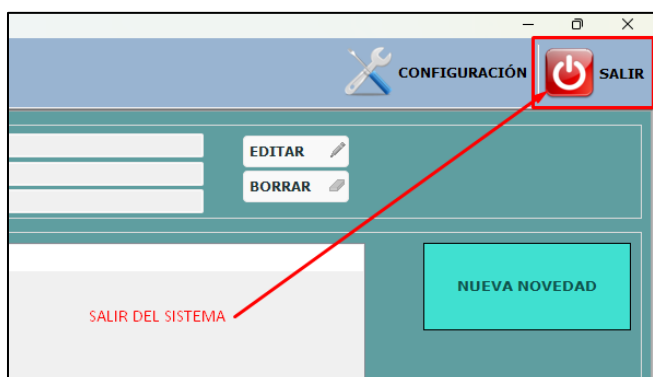 CONFIGURACIÓN
SALIR
EDITAR
BORRAR
NUEVA NOVEDAD
SALIR DEL SISTEMA